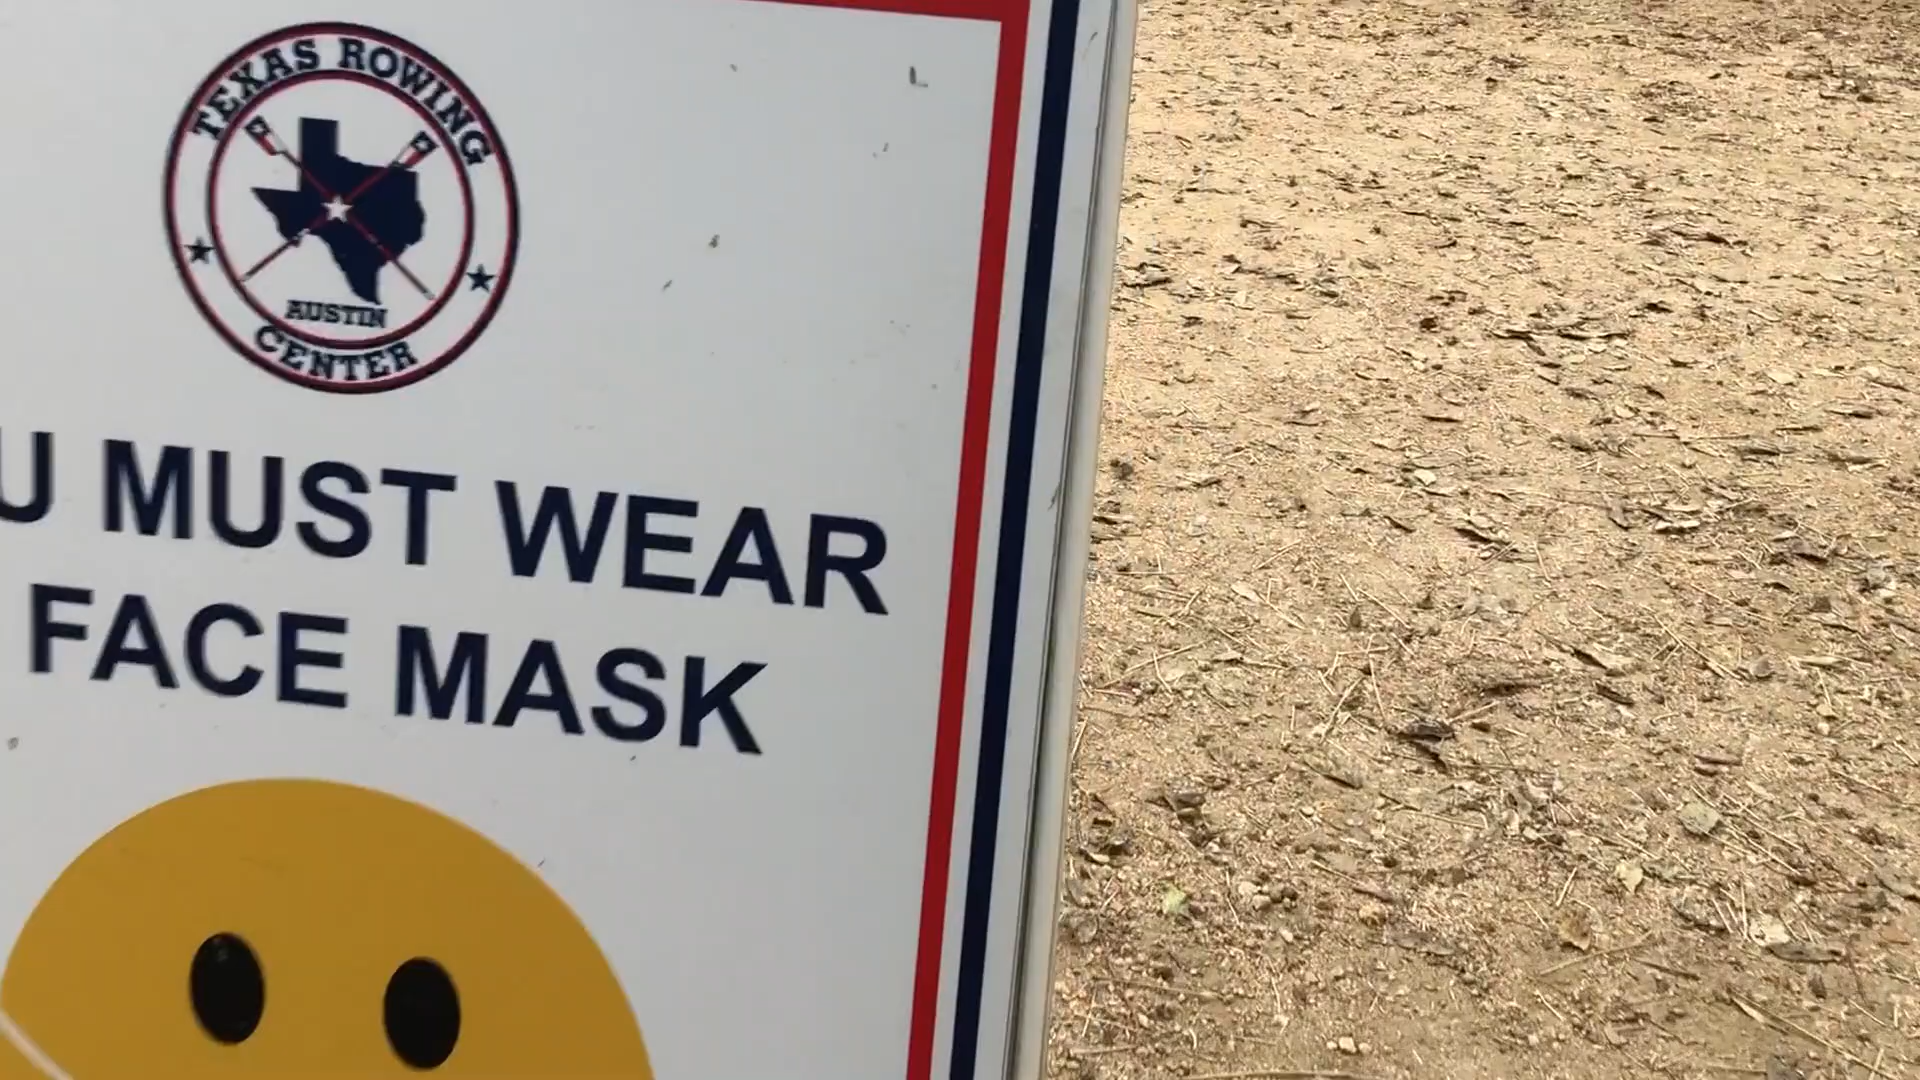 TEXAS ROWING
AUSTIN
CENTER
U MUST WEAR
FACE MASK